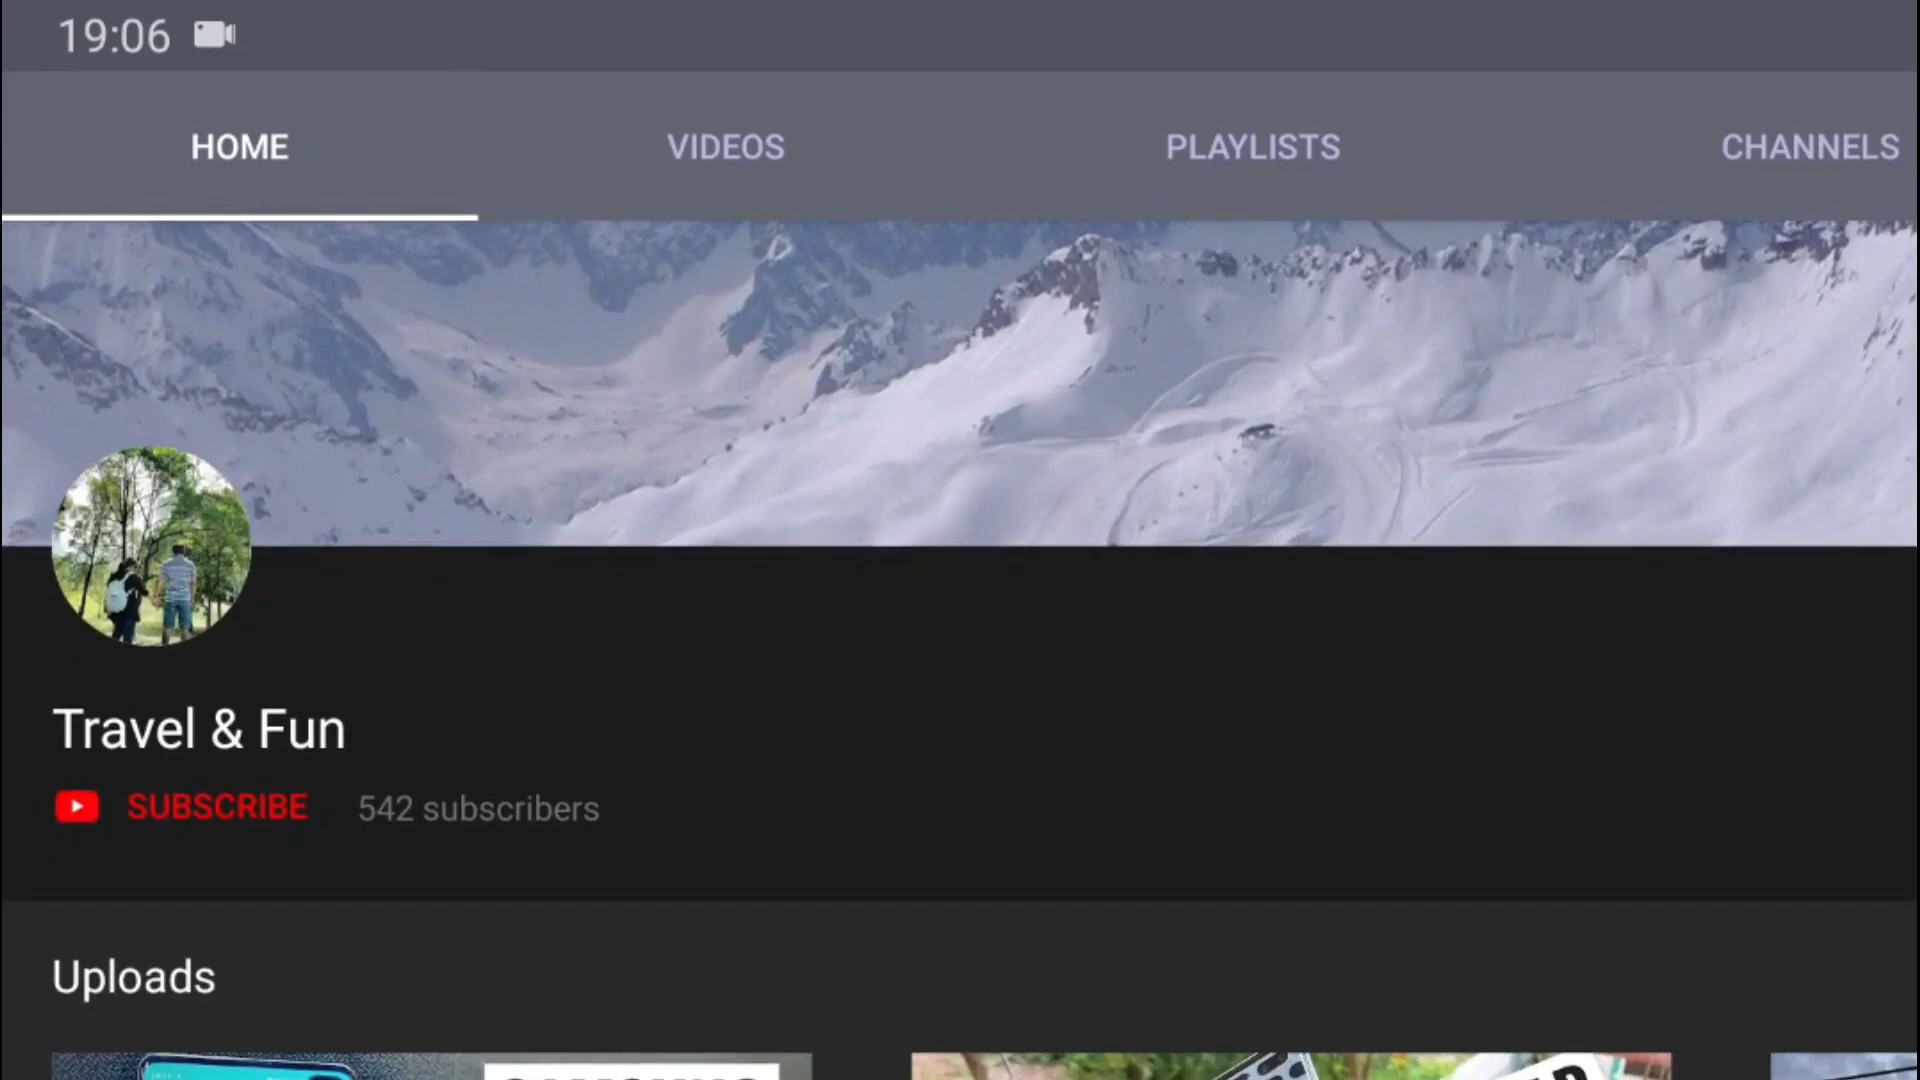 19:06
HOME VIDEOS PLAYLISTS CHANNELS
Travel & Fun
SUBSCRIBE 542 subscribers
Uploads